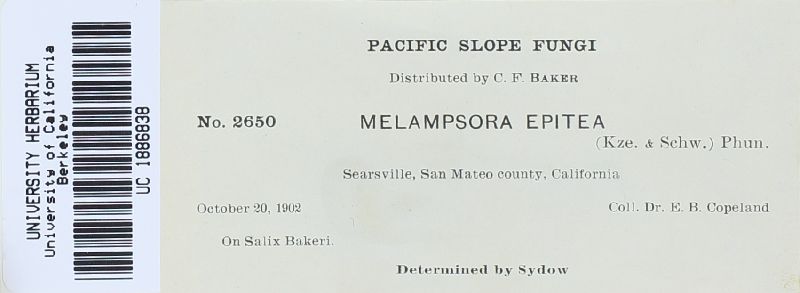 UNIVERSITY HERBARIUM
University of California
Berkeley
UC 1886838
PACIFIC SLOPE FUNGI
Distributed by C. F. BAKER
No. 2650
MELAMPSORA EPITEA
(Kze. & Schw.) Phun.
Searsville, San Mateo county, California
October 20, 1902
Coll. Dr. E. B. Copeland
On Salix Bakeri.
Determined by Sydow